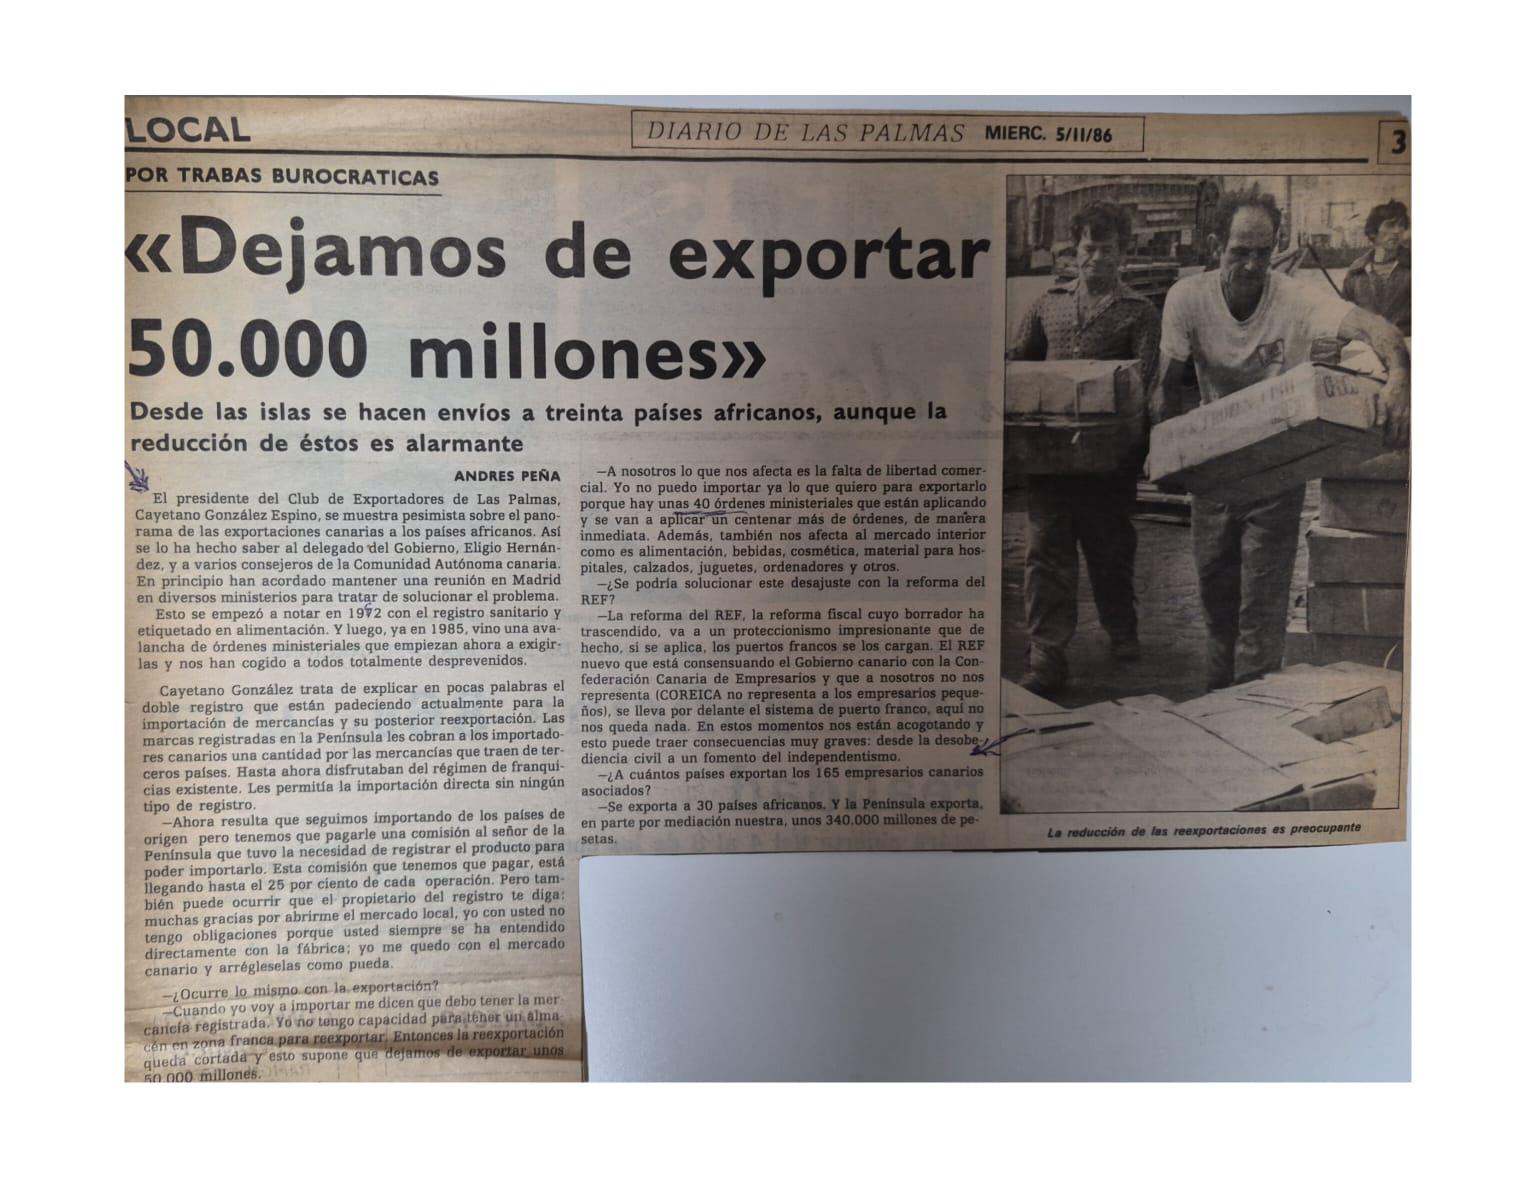 LOCAL
DIARIO DE LAS PALMAS MIERC. 5/11/86
3
POR TRABAS BUROCRATICAS
«Dejamos de exportar
50.000 millones»
Desde las islas se hacen envíos a treinta países africanos, aunque la
reducción de éstos es alarmante
ANDRES PEÑA
El presidente del Club de Exportadores de Las Palmas,
Cayetano González Espino, se muestra pesimista sobre el pano-
rama de las exportaciones canarias a los países africanos. Así
se lo ha hecho saber al delegado del Gobierno, Eligio Hernán-
dez, y a varios consejeros de la Comunidad Autónoma canaria.
En principio han acordado mantener una reunión en Madrid
en diversos ministerios para tratar de solucionar el problema.
Esto se empezó a notar en 1982 con el registro sanitario y
etiquetado en alimentación. Y luego, ya en 1985, vino una ava-
lancha de órdenes ministeriales que empiezan ahora a exigir-
las y nos han cogido a todos totalmente desprevenidos.
Cayetano González trata de explicar en pocas palabras el
doble registro que están padeciendo actualmente para la
importación de mercancías y su posterior reexportación. Las
marcas registradas en la Península les cobran a los importado-
res canarios una cantidad por las mercancías que traen de ter-
ceros países. Hasta ahora disfrutaban del régimen de franqui-
cias existente. Les permitía la importación directa sin ningún
tipo de registro.
—Ahora resulta que seguimos importando de los países de
origen pero tenemos que pagarle una comisión al señor de la
Península que tuvo la necesidad de registrar el producto para
poder importarlo. Esta comisión que tenemos que pagar, está
llegando hasta el 25 por ciento de cada operación. Pero tam-
bién puede ocurrir que el propietario del registro te diga:
muchas gracias por abrirme el mercado local, yo con usted no
tengo obligaciones porque usted siempre se ha entendido
directamente con la fábrica; yo me quedo con el mercado
canario y arrégleselas como pueda.
—¿Ocurre lo mismo con la exportación?
—Cuando yo voy a importar me dicen que debo tener la mer-
cancía registrada. Yo no tengo capacidad para tener un alma-
cén en zona franca para reexportar. Entonces la reexportación
queda cortada y esto supone que dejamos de exportar unos
50.000 millones.
—A nosotros lo que nos afecta es la falta de libertad comer-
cial. Yo no puedo importar ya lo que quiero para exportarlo
porque hay unas 40 órdenes ministeriales que están aplicando
y se van a aplicar un centenar más de órdenes, de manera
inmediata. Además, también nos afecta al mercado interior
como es alimentación, bebidas, cosmética, material para hos-
pitales, calzados, juguetes, ordenadores y otros.
—¿Se podría solucionar este desajuste con la reforma del
REF?
—La reforma del REF, la reforma fiscal cuyo borrador ha
trascendido, va a un proteccionismo impresionante que de
hecho, si se aplica, los puertos francos se los cargan. El REF
nuevo que está consensuando el Gobierno canario con la Con-
federación Canaria de Empresarios y que a nosotros no nos
representa (COREICA no representa a los empresarios peque-
ños), se lleva por delante el sistema de puerto franco, aquí no
nos queda nada. En estos momentos nos están acogotando y
esto puede traer consecuencias muy graves: desde la desobe-
diencia civil a un fomento del independentismo.
—¿A cuántos países exportan los 165 empresarios canarios
asociados?
—Se exporta a 30 países africanos. Y la Península exporta,
en parte por mediación nuestra, unos 340.000 millones de pe-
setas.
La reducción de las reexportaciones es preocupante